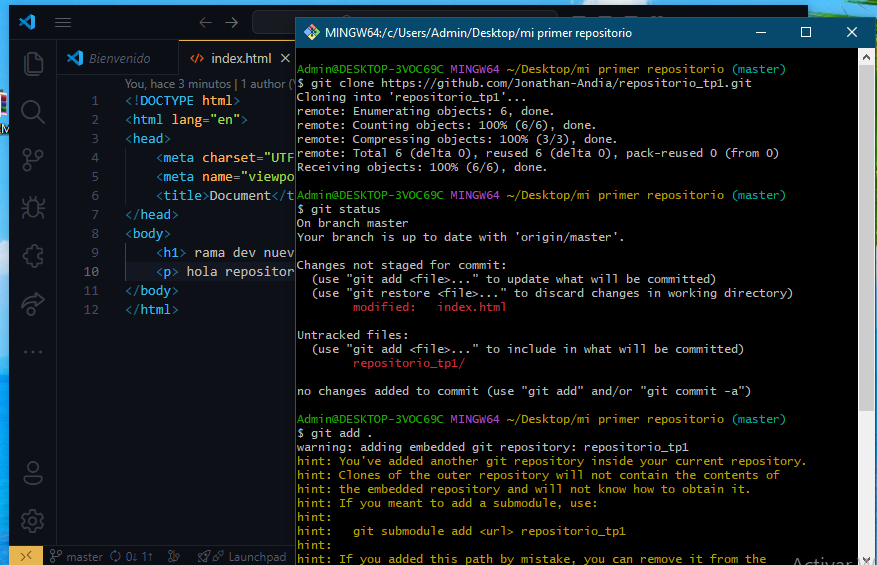 Bienvenido
index.html
You, hace 3 minutos | 1 author (
1 <!DOCTYPE html>
2 <html lang="en">
3 <head>
4 <meta charset="UTF
5 <meta name="viewpo
6 <title>Document</t
7 </head>
8 <body>
9 <h1> rama dev nuev
10 <p> hola repositor
11 </body>
12 </html>
master 0↓ 1↑ Launchpad
MINGW64:/c/Users/Admin/Desktop/mi primer repositorio
Admin@DESKTOP-3VOC69C MINGW64 ~/Desktop/mi primer repositorio (master)
$ git clone https://github.com/Jonathan-Andia/repositorio_tp1.git
Cloning into 'repositorio_tp1'...
remote: Enumerating objects: 6, done.
remote: Counting objects: 100% (6/6), done.
remote: Compressing objects: 100% (3/3), done.
remote: Total 6 (delta 0), reused 6 (delta 0), pack-reused 0 (from 0)
Receiving objects: 100% (6/6), done.
Admin@DESKTOP-3VOC69C MINGW64 ~/Desktop/mi primer repositorio (master)
$ git status
On branch master
Your branch is up to date with 'origin/master'.
Changes not staged for commit:
(use "git add <file>..." to update what will be committed)
(use "git restore <file>..." to discard changes in working directory)
modified: index.html
Untracked files:
(use "git add <file>..." to include in what will be committed)
repositorio_tp1/
no changes added to commit (use "git add" and/or "git commit -a")
Admin@DESKTOP-3VOC69C MINGW64 ~/Desktop/mi primer repositorio (master)
$ git add .
warning: adding embedded git repository: repositorio_tp1
hint: You've added another git repository inside your current repository.
hint: Clones of the outer repository will not contain the contents of
hint: the embedded repository and will not know how to obtain it.
hint: If you meant to add a submodule, use:
hint:
hint: git submodule add <url> repositorio_tp1
hint:
hint: If you added this path by mistake, you can remove it from the
Activar